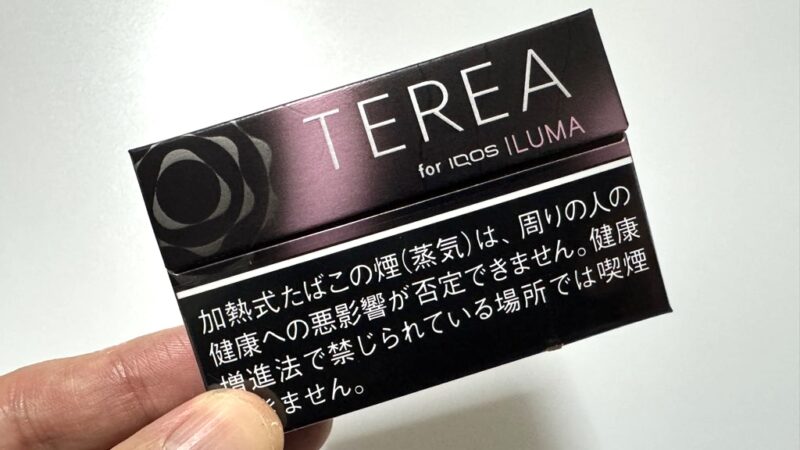 TEREA
for IQOS ILUMA
加熱式たばこの煙(蒸気)は、周りの人の
健康への悪影響が否定できません。健康
増進法で禁じられている場所では喫煙
きません。